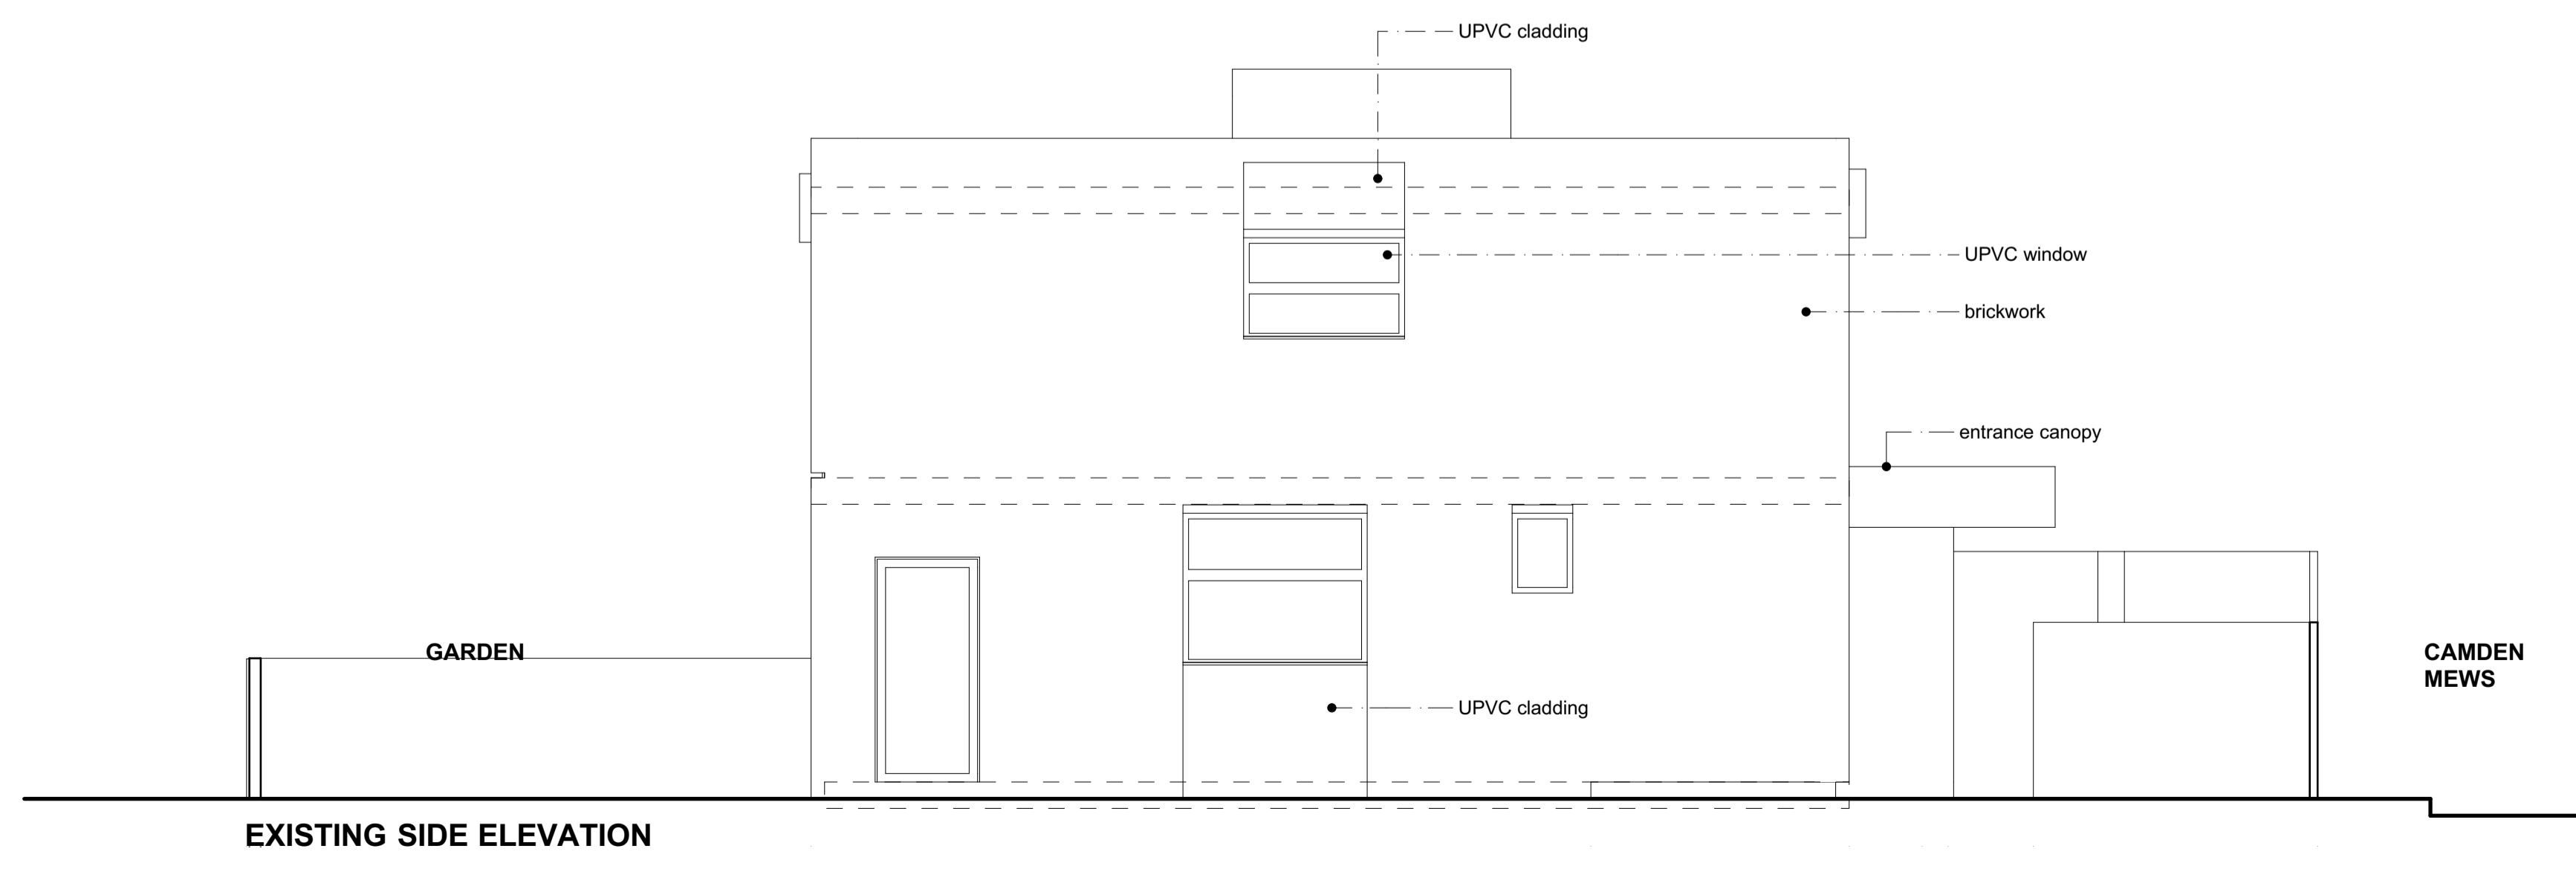 UPVC cladding
UPVC window
brickwork
entrance canopy
GARDEN
CAMDEN
MEWS
UPVC cladding
EXISTING SIDE ELEVATION